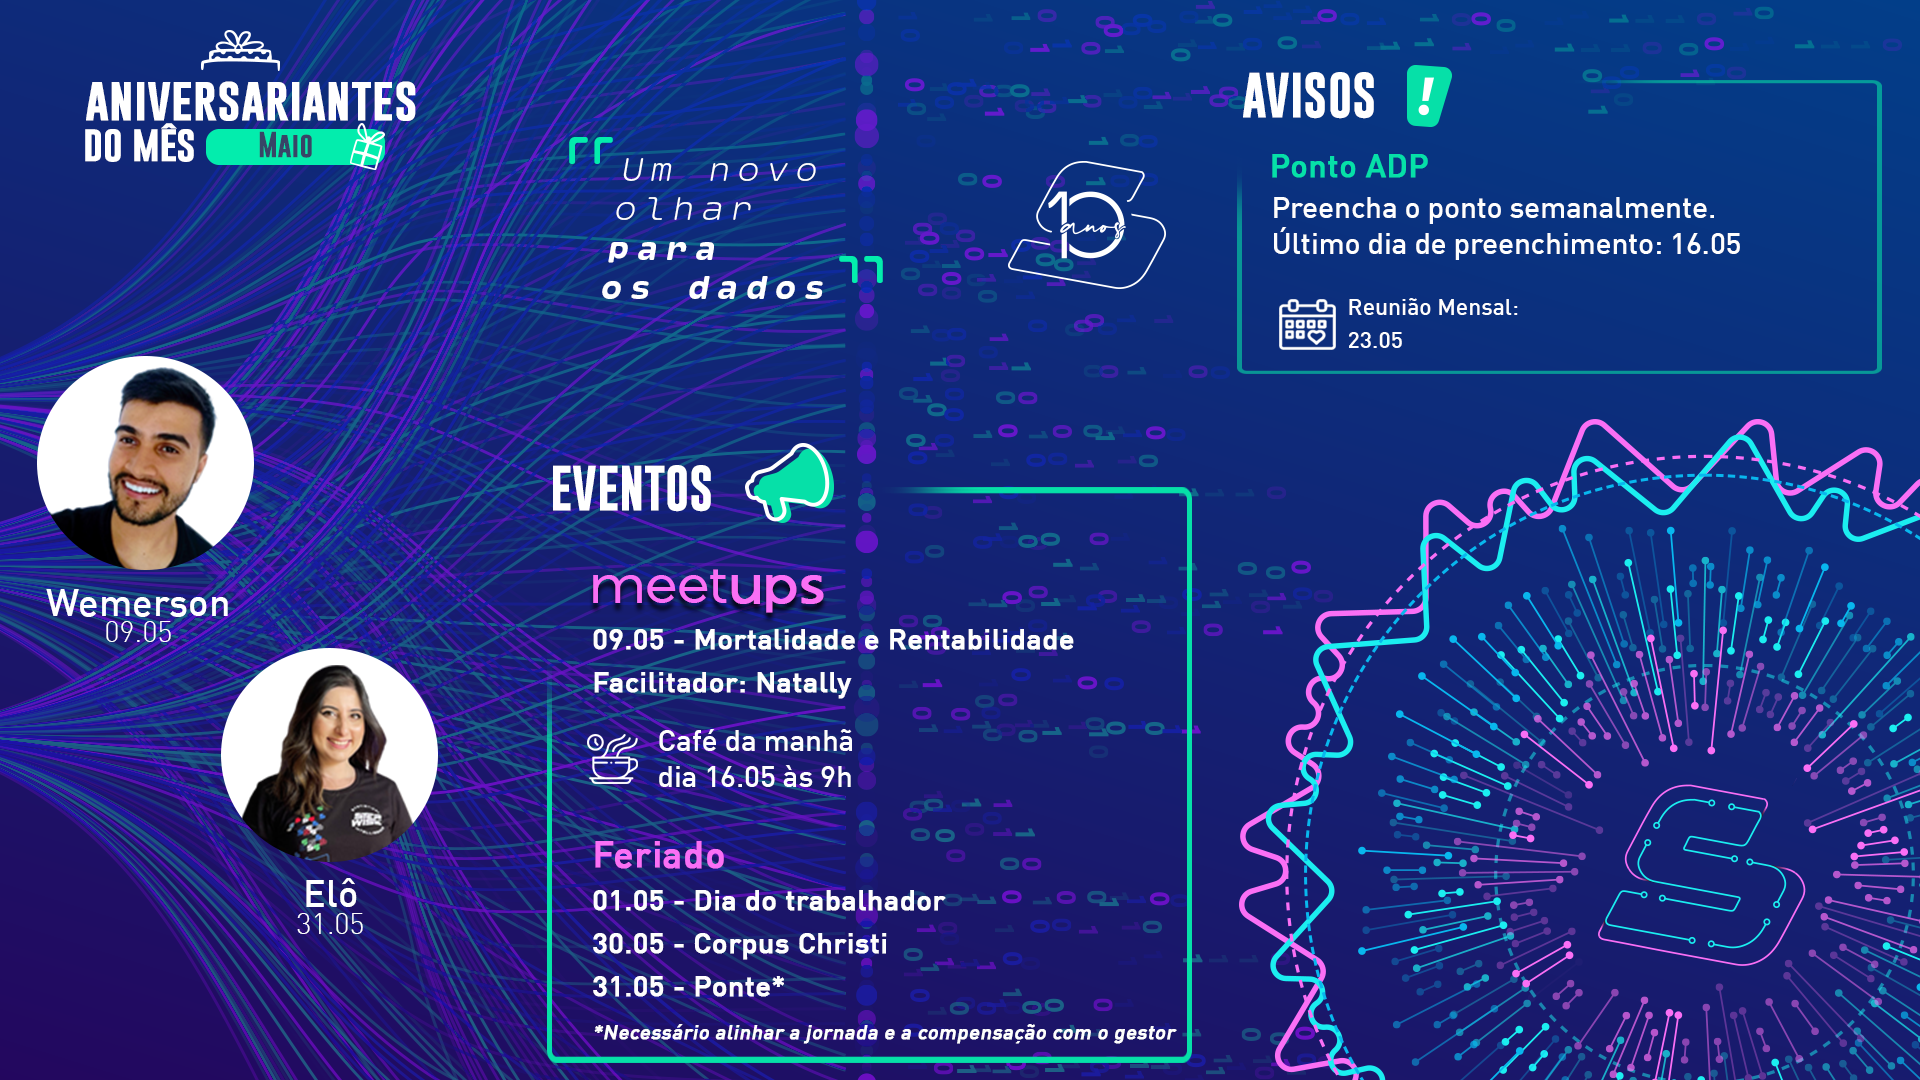 ANIVERSARIANTES
DO MÊS MAIO
Wemerson
09.05
Elô
31.05
Um novo
olhar
para
os dados
10
anos
EVENTOS
meetups
09.05 - Mortalidade e Rentabilidade
Facilitador: Natally
Café da manhã
dia 16.05 às 9h
Feriado
01.05 - Dia do trabalhador
30.05 - Corpus Christi
31.05 - Ponte*
*Necessário alinhar a jornada e a compensação com o gestor
AVISOS !
Ponto ADP
Preencha o ponto semanalmente.
Último dia de preenchimento: 16.05
Reunião Mensal:
23.05